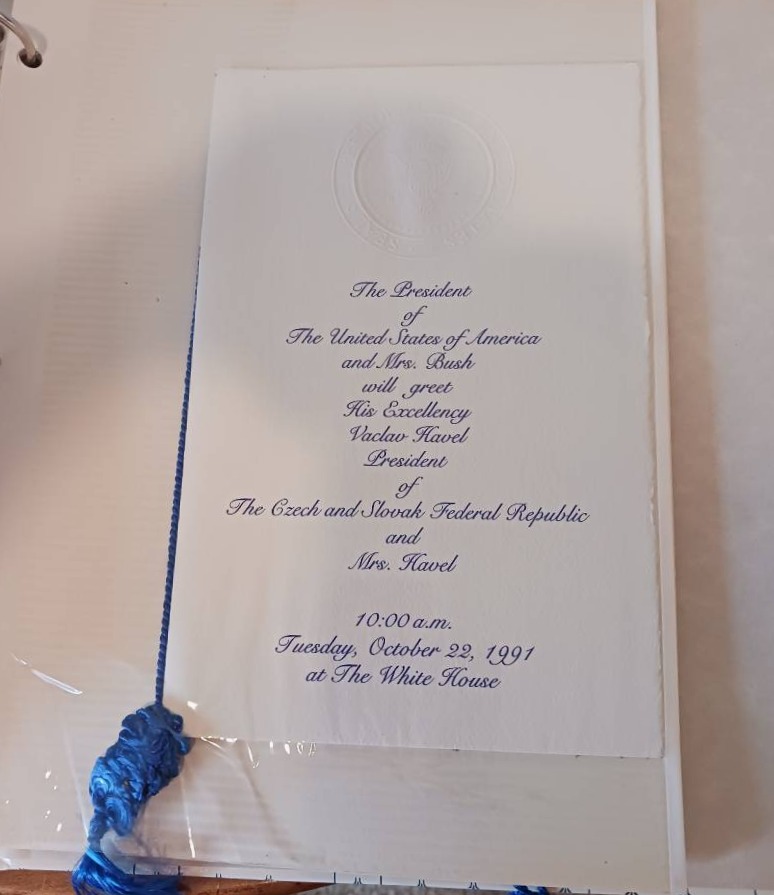 The President
of
The United States of America
and Mrs. Bush
will greet
His Excellency
Vaclav Havel
President
of
The Czech and Slovak Federal Republic
and
Mrs. Havel
10:00 a.m.
Tuesday, October 22, 1991
at The White House